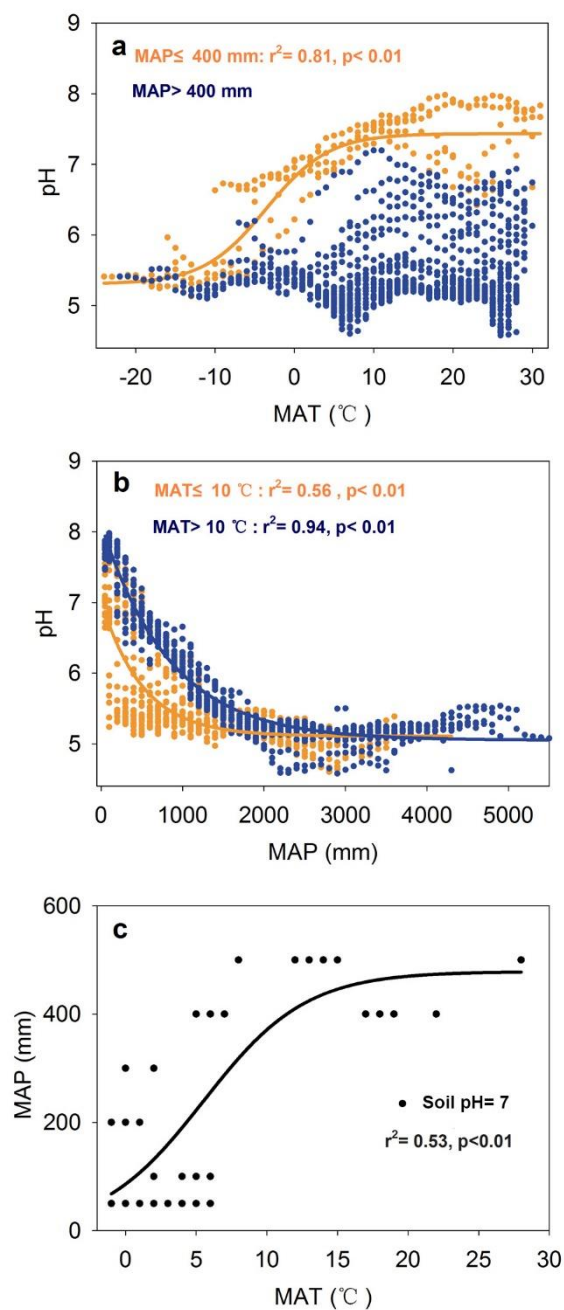 9
a
MAP≤ 400 mm: r²= 0.81, p< 0.01
MAP> 400 mm
8
7
pH
6
5
-20 -10 0 10 20 30
MAT (℃)
9
b
MAT≤ 10 ℃ : r²= 0.56 , p< 0.01
MAT> 10 ℃ : r²= 0.94, p< 0.01
8
7
pH
6
5
0 1000 2000 3000 4000 5000
MAP (mm)
600
c
400
MAP (mm)
200
Soil pH= 7
r²= 0.53, p<0.01
0
0 5 10 15 20 25 30
MAT (℃)